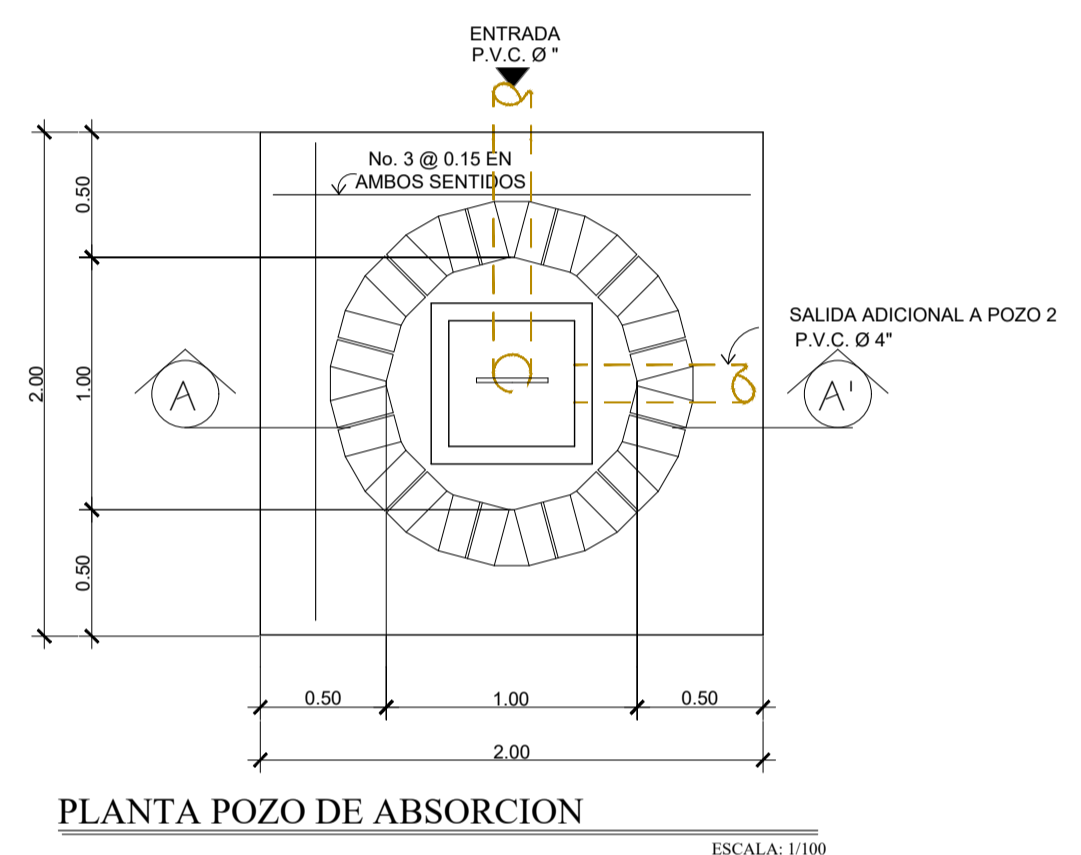 ENTRADA
P.V.C. Ø "
No. 3 @ 0.15 EN
AMBOS SENTIDOS
0.50
2.00
1.00
0.50
SALIDA ADICIONAL A POZO 2
P.V.C. Ø 4"
A
A'
0.50
1.00
0.50
2.00
PLANTA POZO DE ABSORCION
ESCALA: 1/100